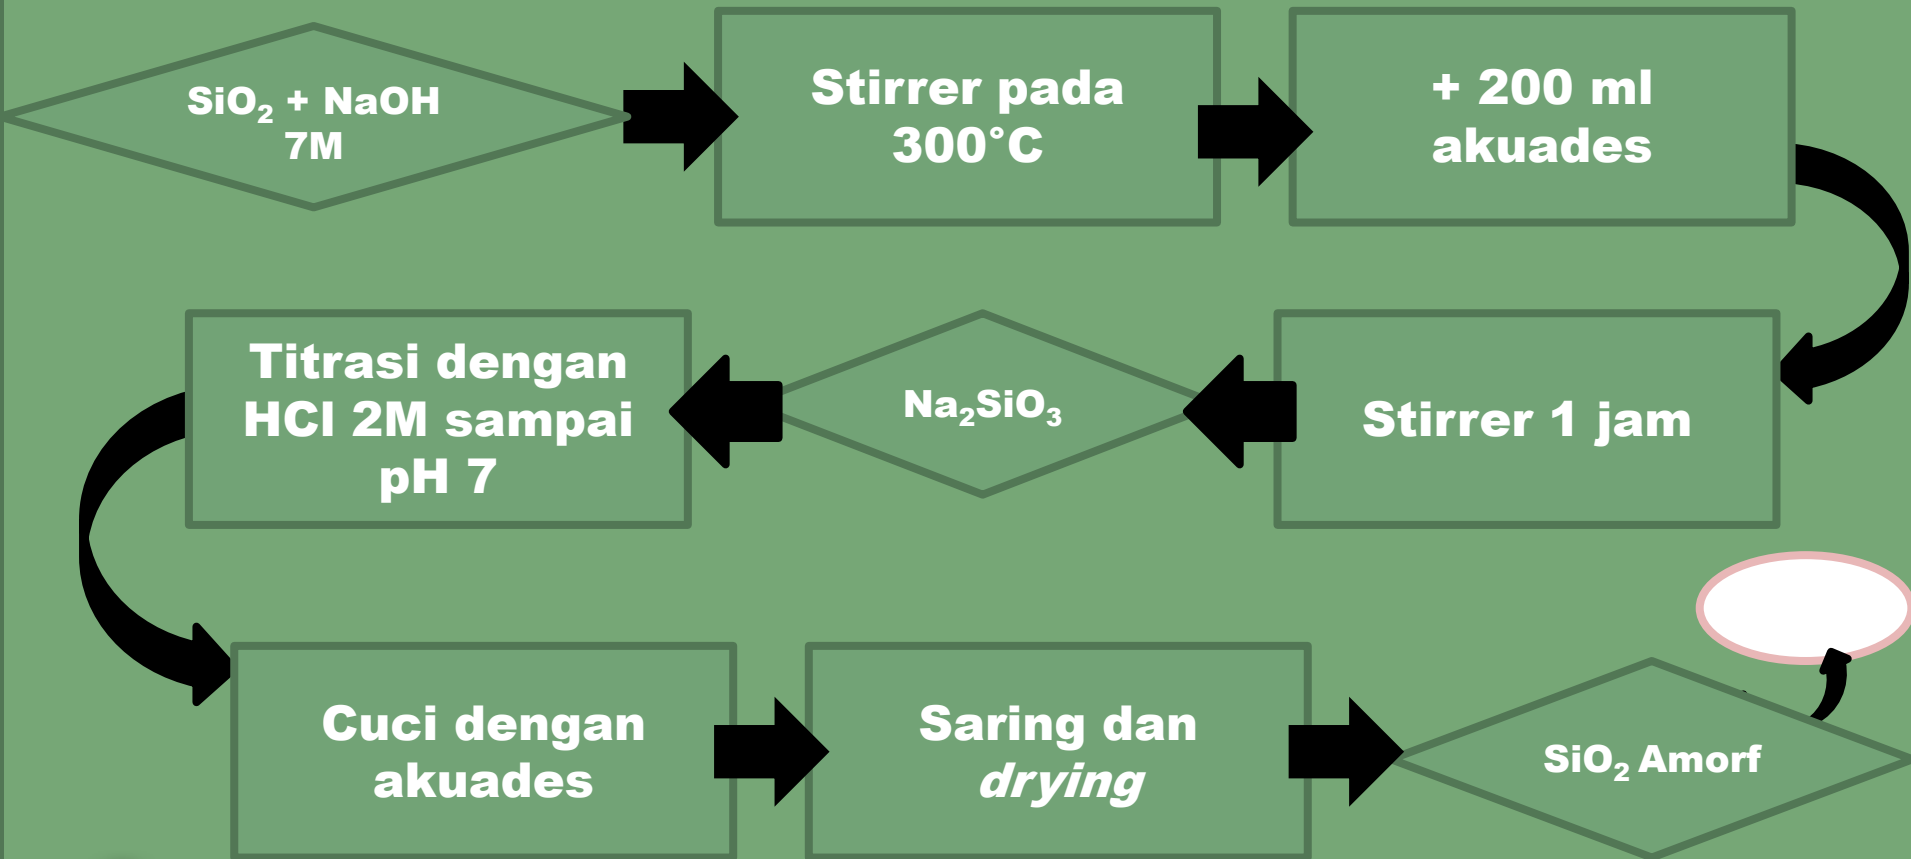 SiO₂ + NaOH
7M
Stirrer pada
300°C
+ 200 ml
akuades
Stirrer 1 jam
Na₂SiO₃
Titrasi dengan
HCl 2M sampai
pH 7
Cuci dengan
akuades
Saring dan
drying
SiO₂ Amorf